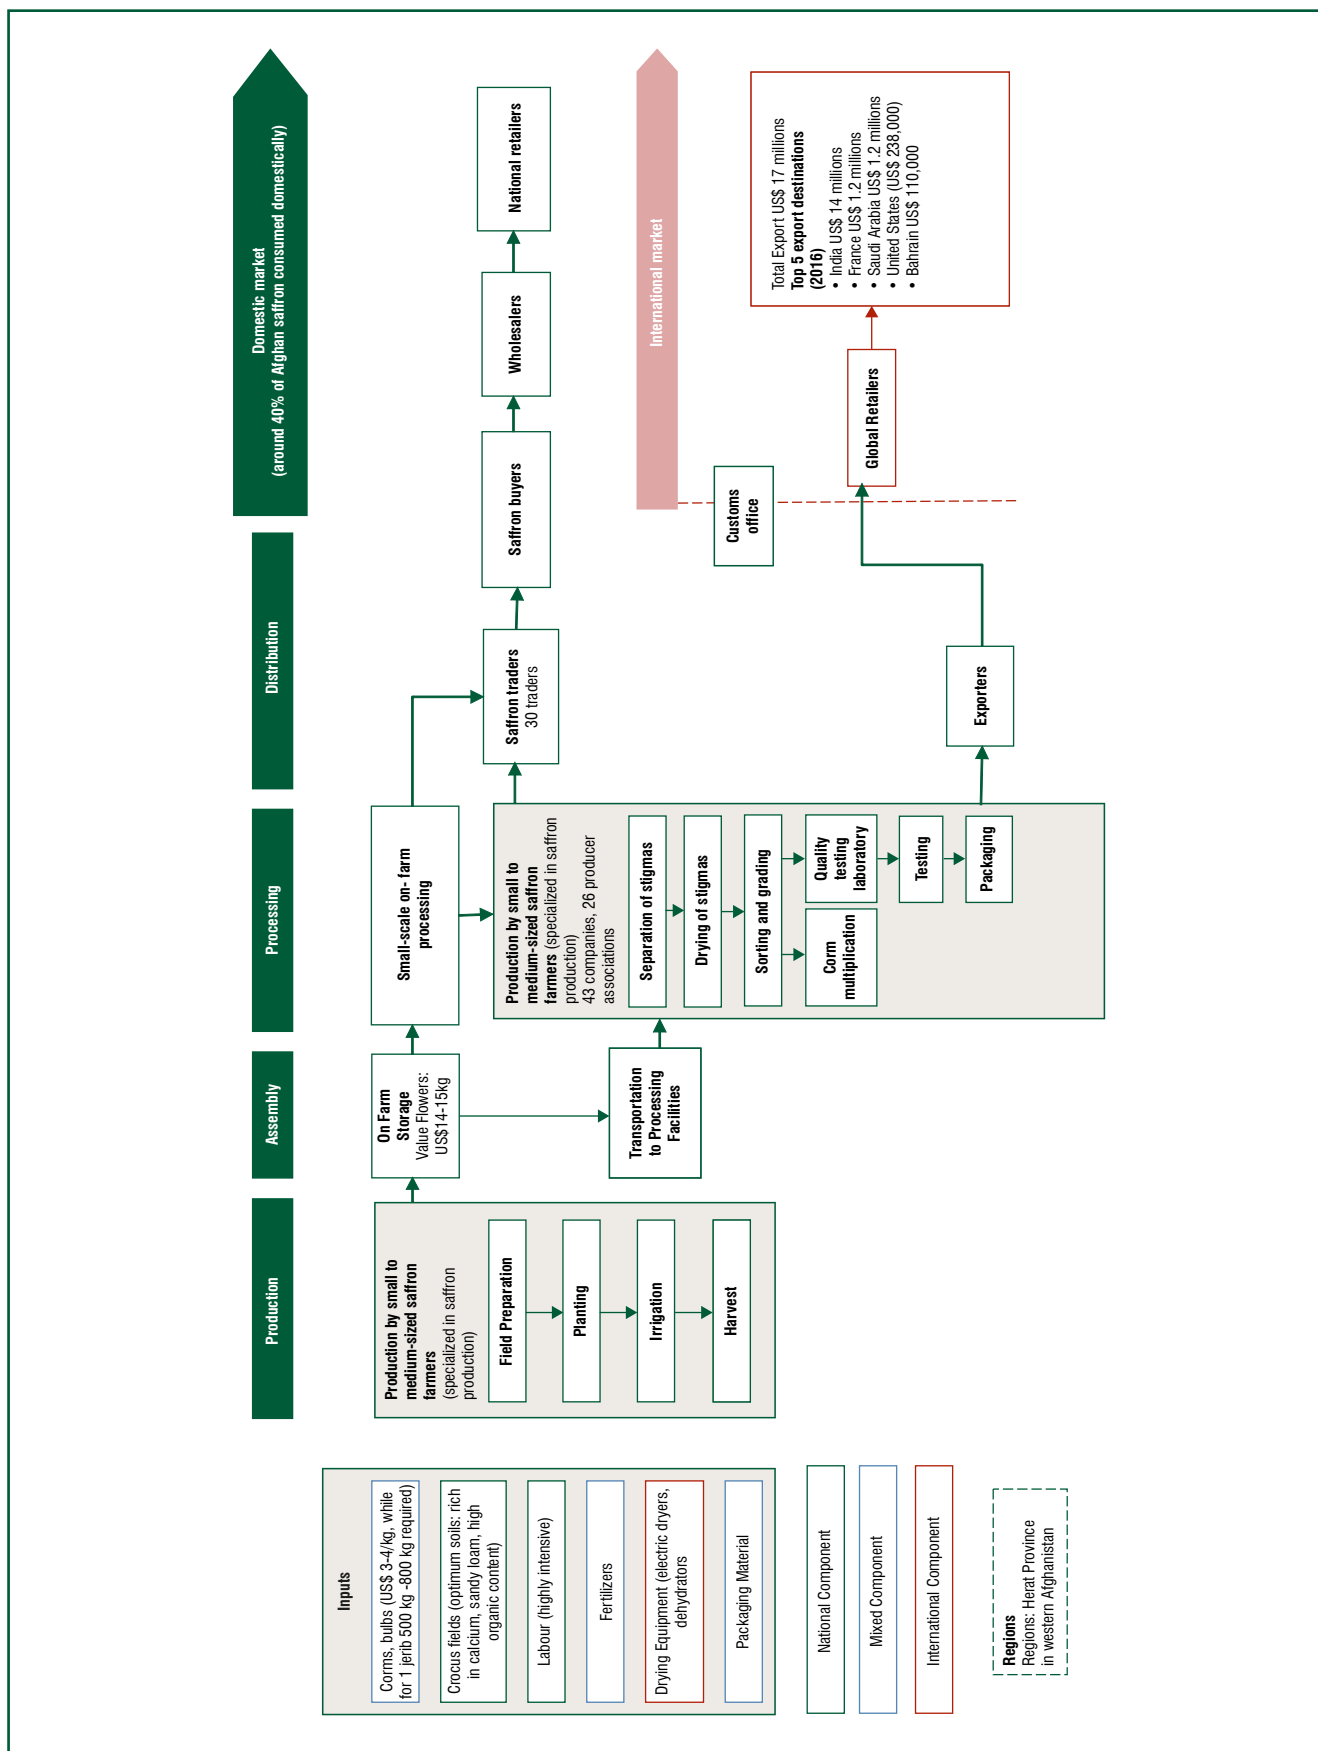 Inputs
Corms, bulbs (US$ 3-4/kg, while
for 1 jerib 500 kg -800 kg required)
Crocus fields (optimum soils: rich
in calcium, sandy loam, high
organic content)
Labour (highly intensive)
Fertilizers
Drying Equipment (electric dryers,
dehydrators
Packaging Material
National Component
Mixed Component
International Component
Regions
Regions: Herat Province
in western Afghanistan
Production
Production by small to
medium-sized saffron
farmers
(specialized in saffron
production)
Field Preparation
Planting
Irrigation
Harvest
Assembly
On Farm
Storage
Value Flowers:
US$14-15kg
Transportation
to Processing
Facilities
Processing
Small-scale on- farm
processing
Production by small to
medium-sized saffron
farmers (specialized in saffron
production)
43 companies, 26 producer
associations
Separation of stigmas
Drying of stigmas
Sorting and grading
Corm
multiplication
Quality
testing
laboratory
Testing
Packaging
Distribution
Saffron traders
30 traders
Exporters
Saffron buyers
Domestic market
(around 40% of Afghan saffron consumed domestically)
Wholesalers
National retailers
International market
Customs
office
Global Retailers
Total Export US$ 17 millions
Top 5 export destinations
(2016)
• India US$ 14 millions
• France US$ 1.2 millions
• Saudi Arabia US$ 1.2 millions
• United States (US$ 238,000)
• Bahrain US$ 110,000